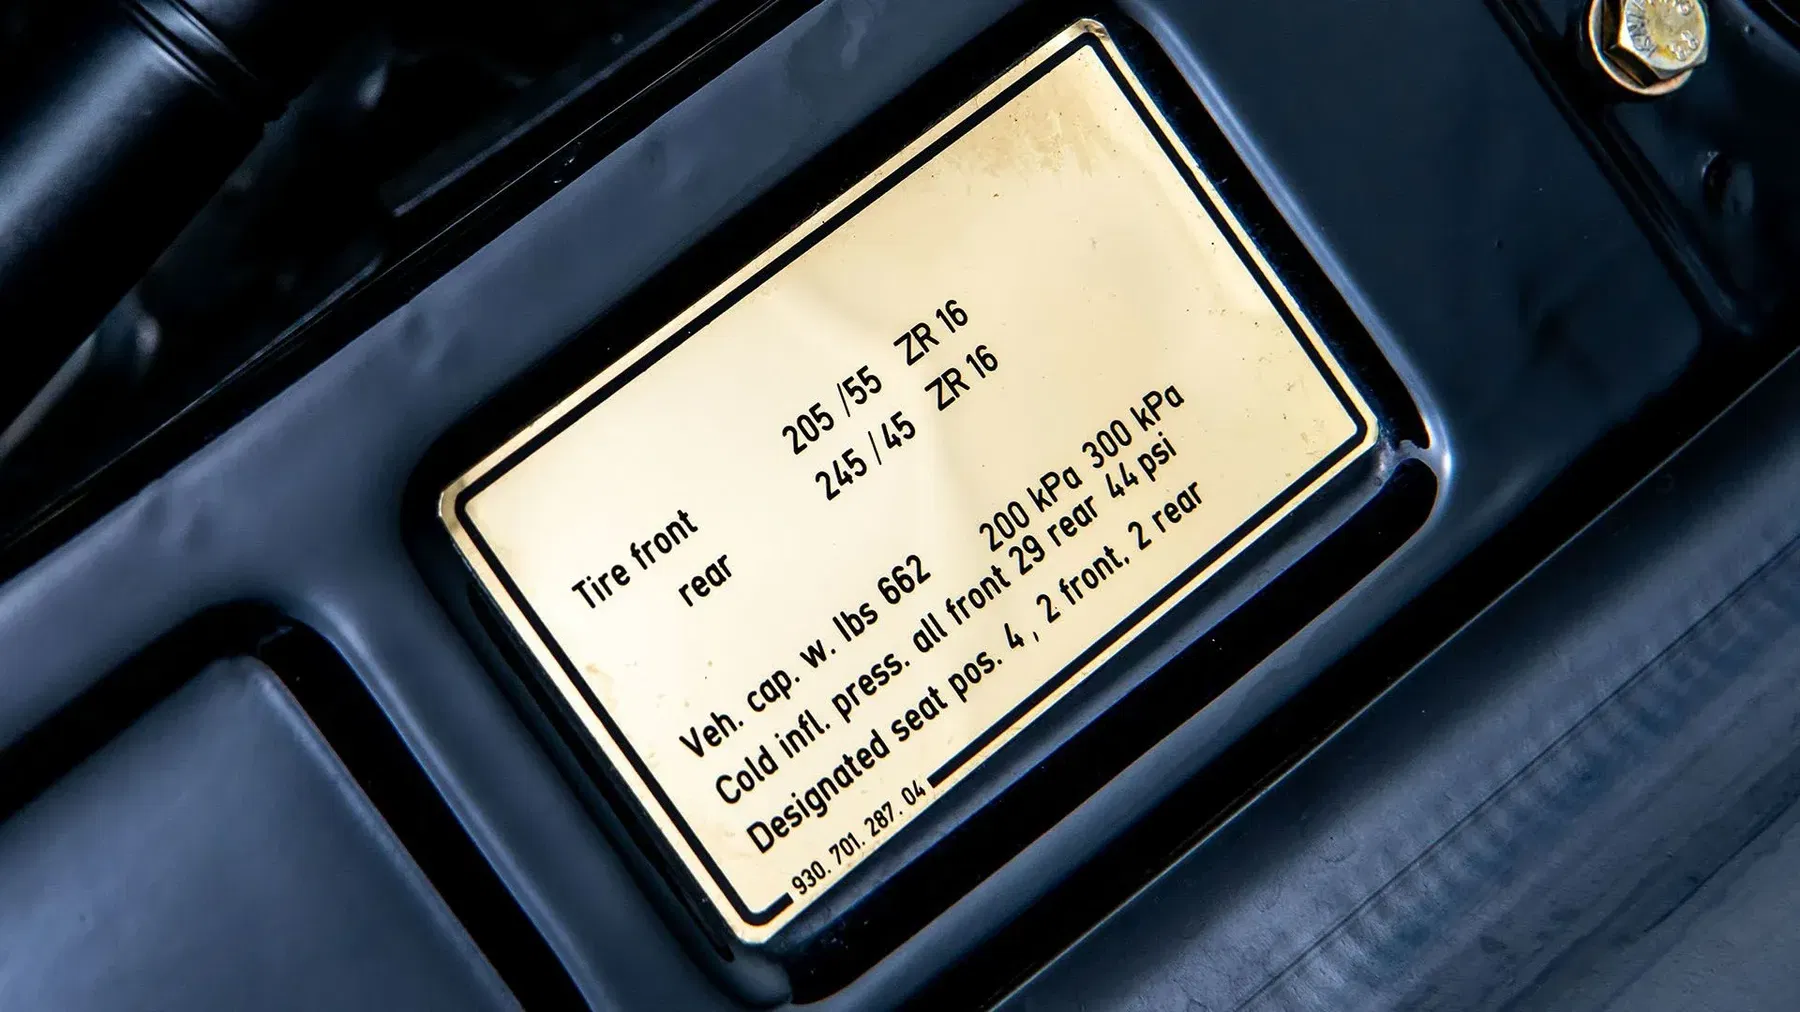 Tire front 205 /55 ZR 16
rear 245 / 45 ZR 16
200 kPa 300 kPa
Veh. cap. w. lbs 662
Cold infl. press. all front 29 rear 44 psi
Designated seat pos. 4 , 2 front, 2 rear
930. 701. 287. 04